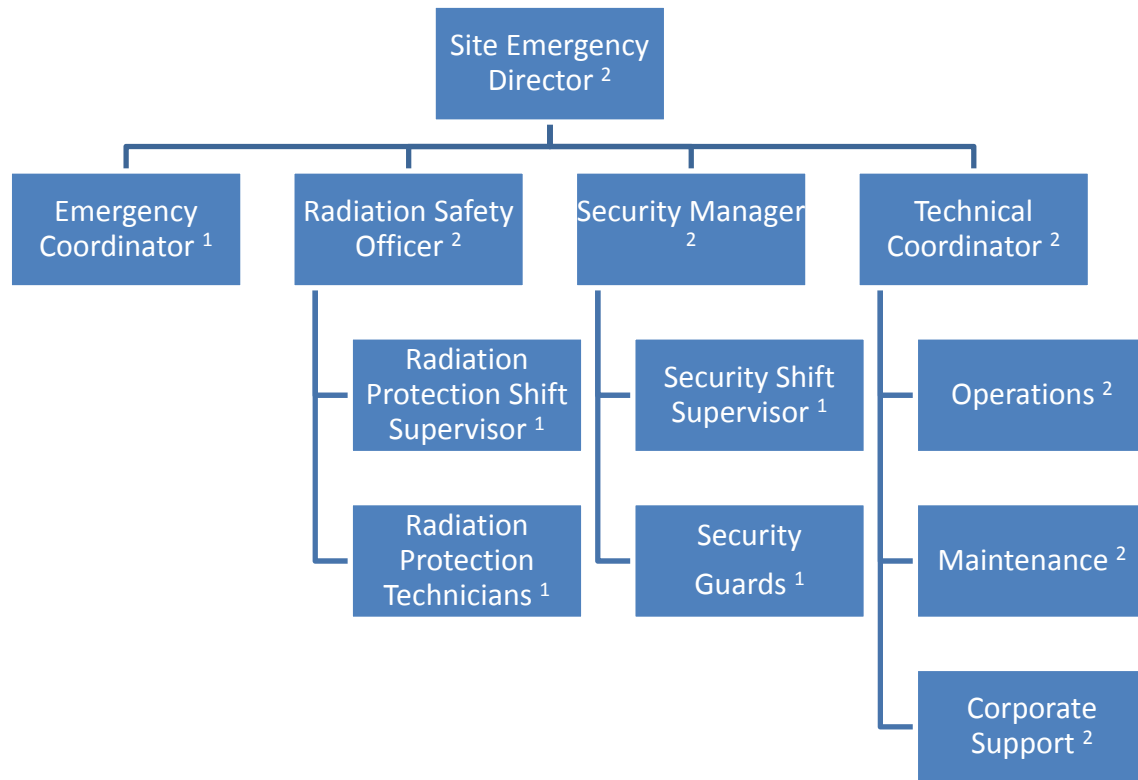 Site Emergency
Director ²
Emergency
Coordinator ¹
Radiation Safety
Officer ²
Security Manager
²
Technical
Coordinator ²
Radiation
Protection Shift
Supervisor ¹
Security Shift
Supervisor ¹
Operations ²
Radiation
Protection
Technicians ¹
Security
Guards ¹
Maintenance ²
Corporate
Support ²